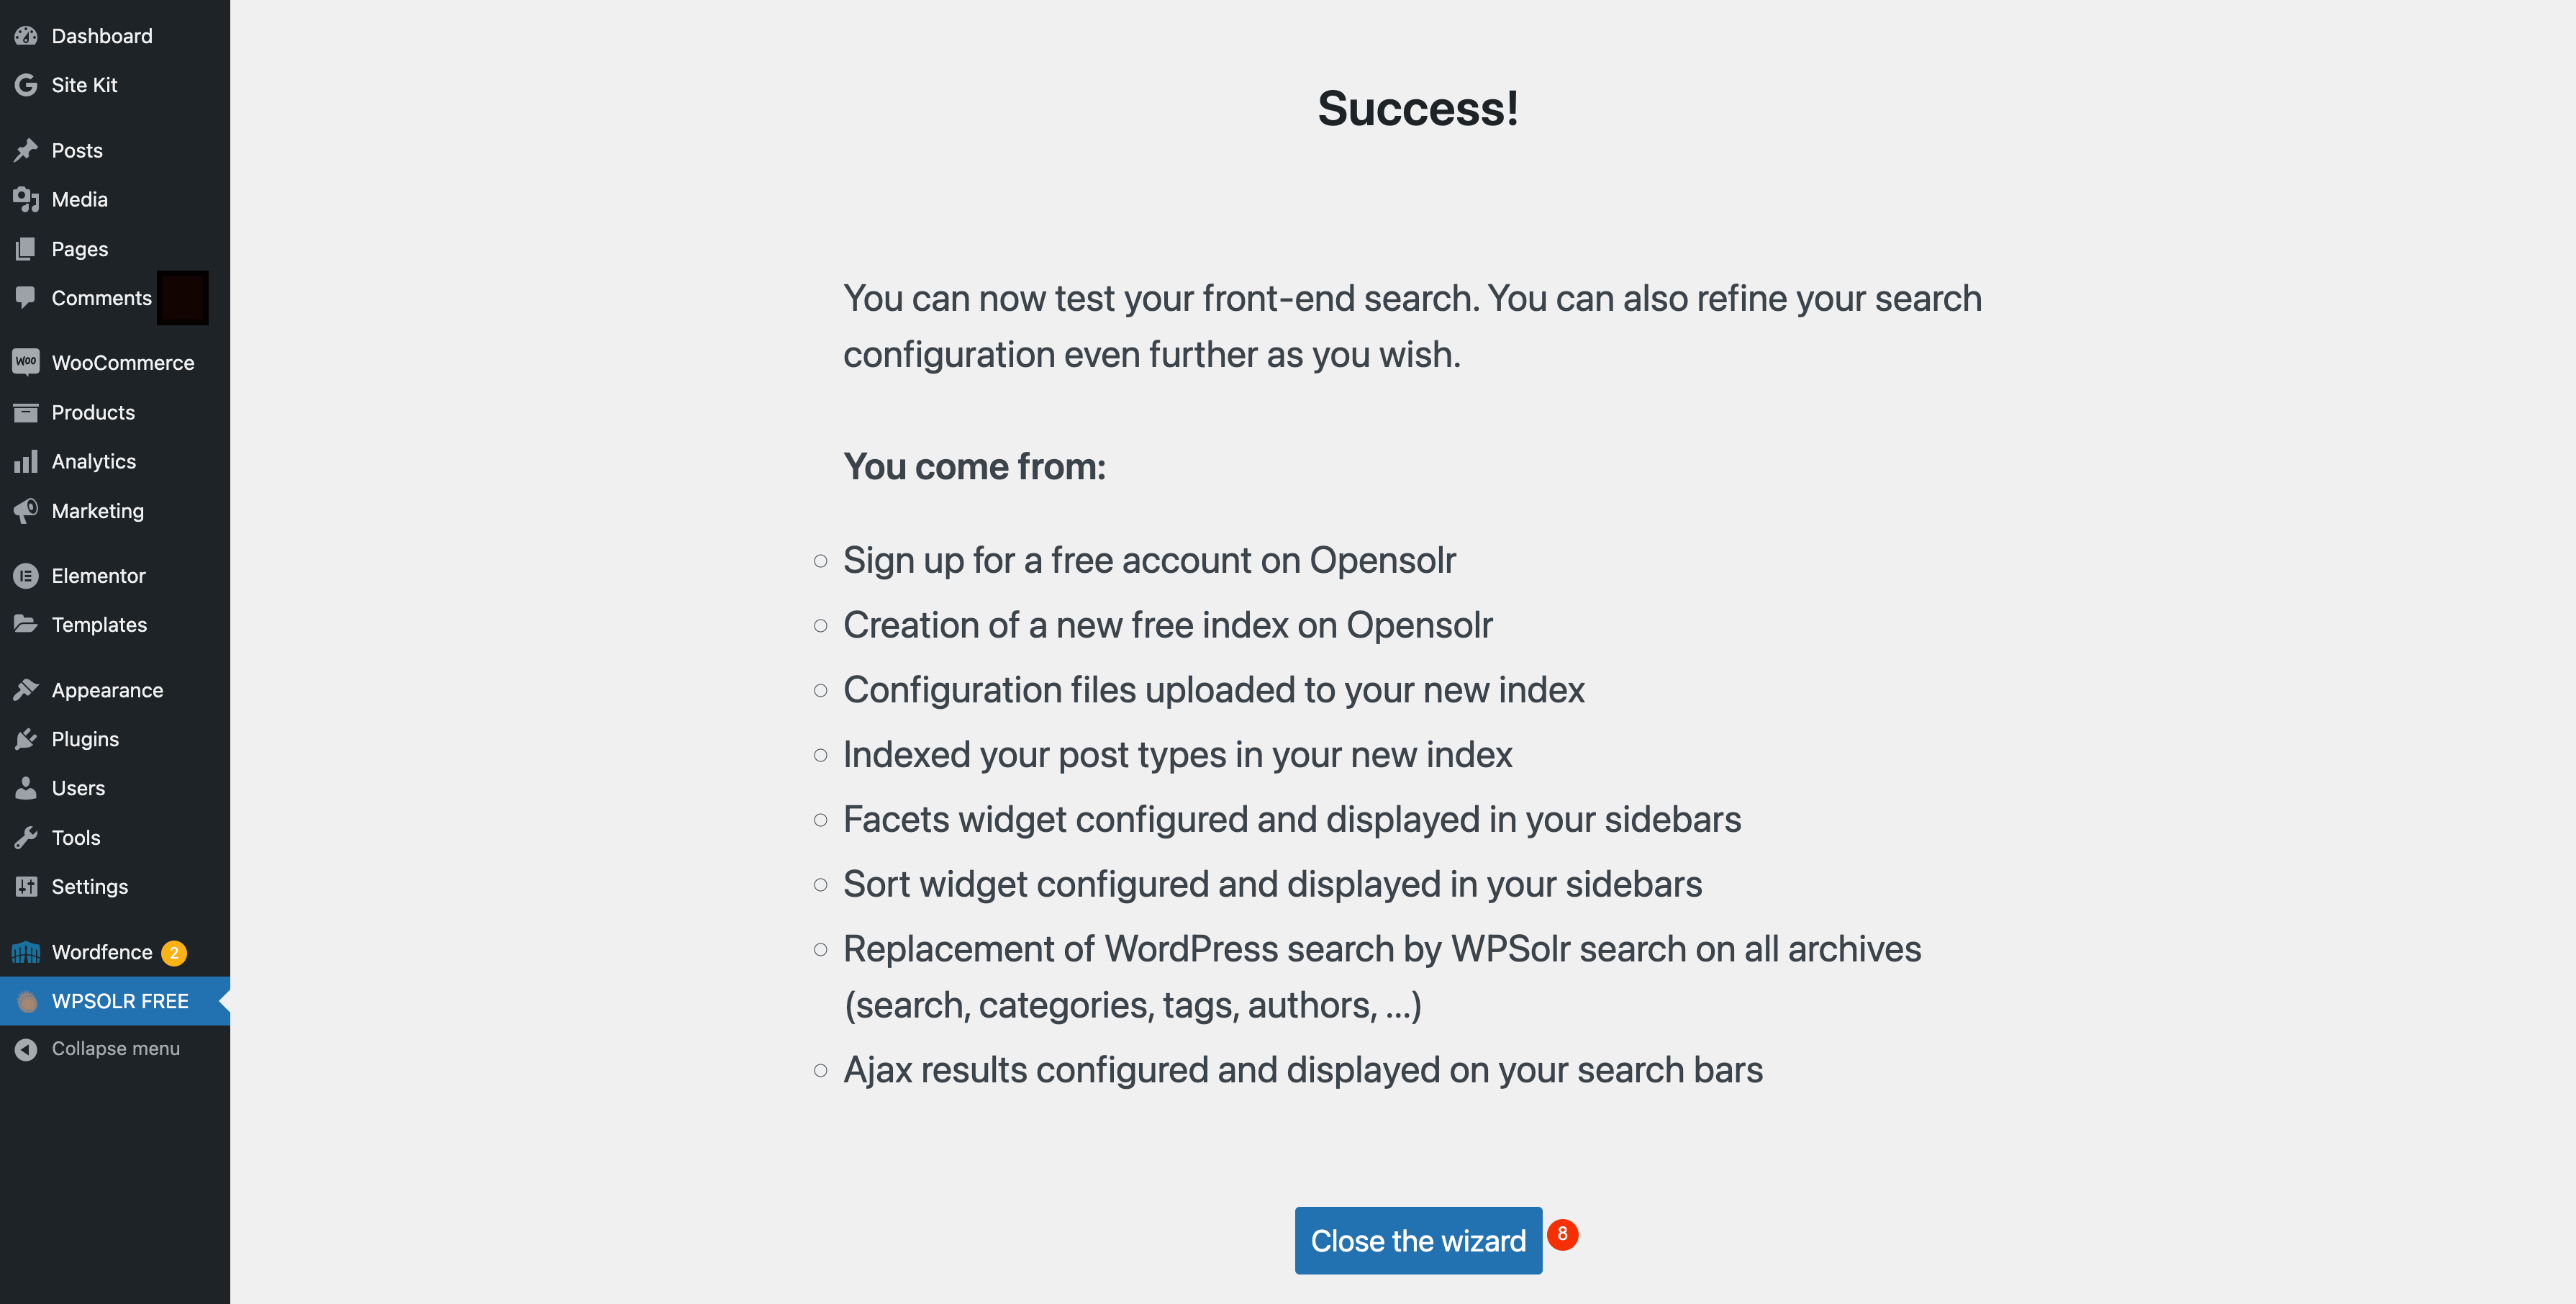 Dashboard
Site Kit
Posts
Media
Pages
Comments
WooCommerce
Products
Analytics
Marketing
Elementor
Templates
Appearance
Plugins
Users
Tools
Settings
Wordfence 2
WPSOLR FREE
Collapse menu
Success!
You can now test your front-end search. You can also refine your search
configuration even further as you wish.
You come from:
Sign up for a free account on Opensolr
Creation of a new free index on Opensolr
Configuration files uploaded to your new index
Indexed your post types in your new index
Facets widget configured and displayed in your sidebars
Sort widget configured and displayed in your sidebars
Replacement of WordPress search by WPSolr search on all archives
(search, categories, tags, authors, ...)
Ajax results configured and displayed on your search bars
Close the wizard 8